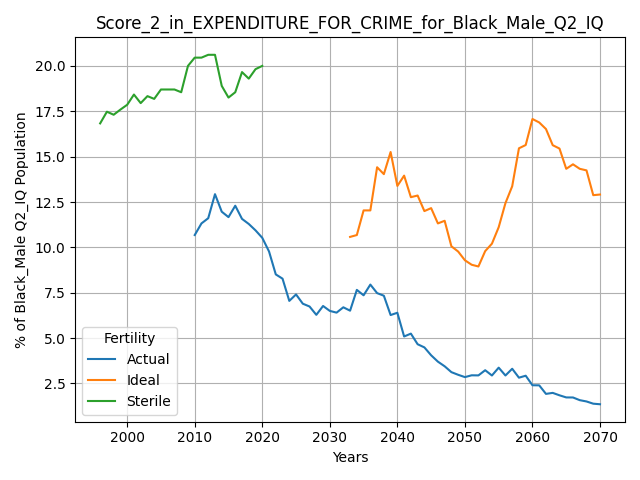 Score_2_in_EXPENDITURE_FOR_CRIME_for_Black_Male_Q2_IQ
% of Black_Male Q2_IQ Population
20.0
17.5
15.0
12.5
10.0
7.5
5.0
2.5
Fertility
Actual
Ideal
Sterile
2000 2010 2020 2030 2040 2050 2060 2070
Years